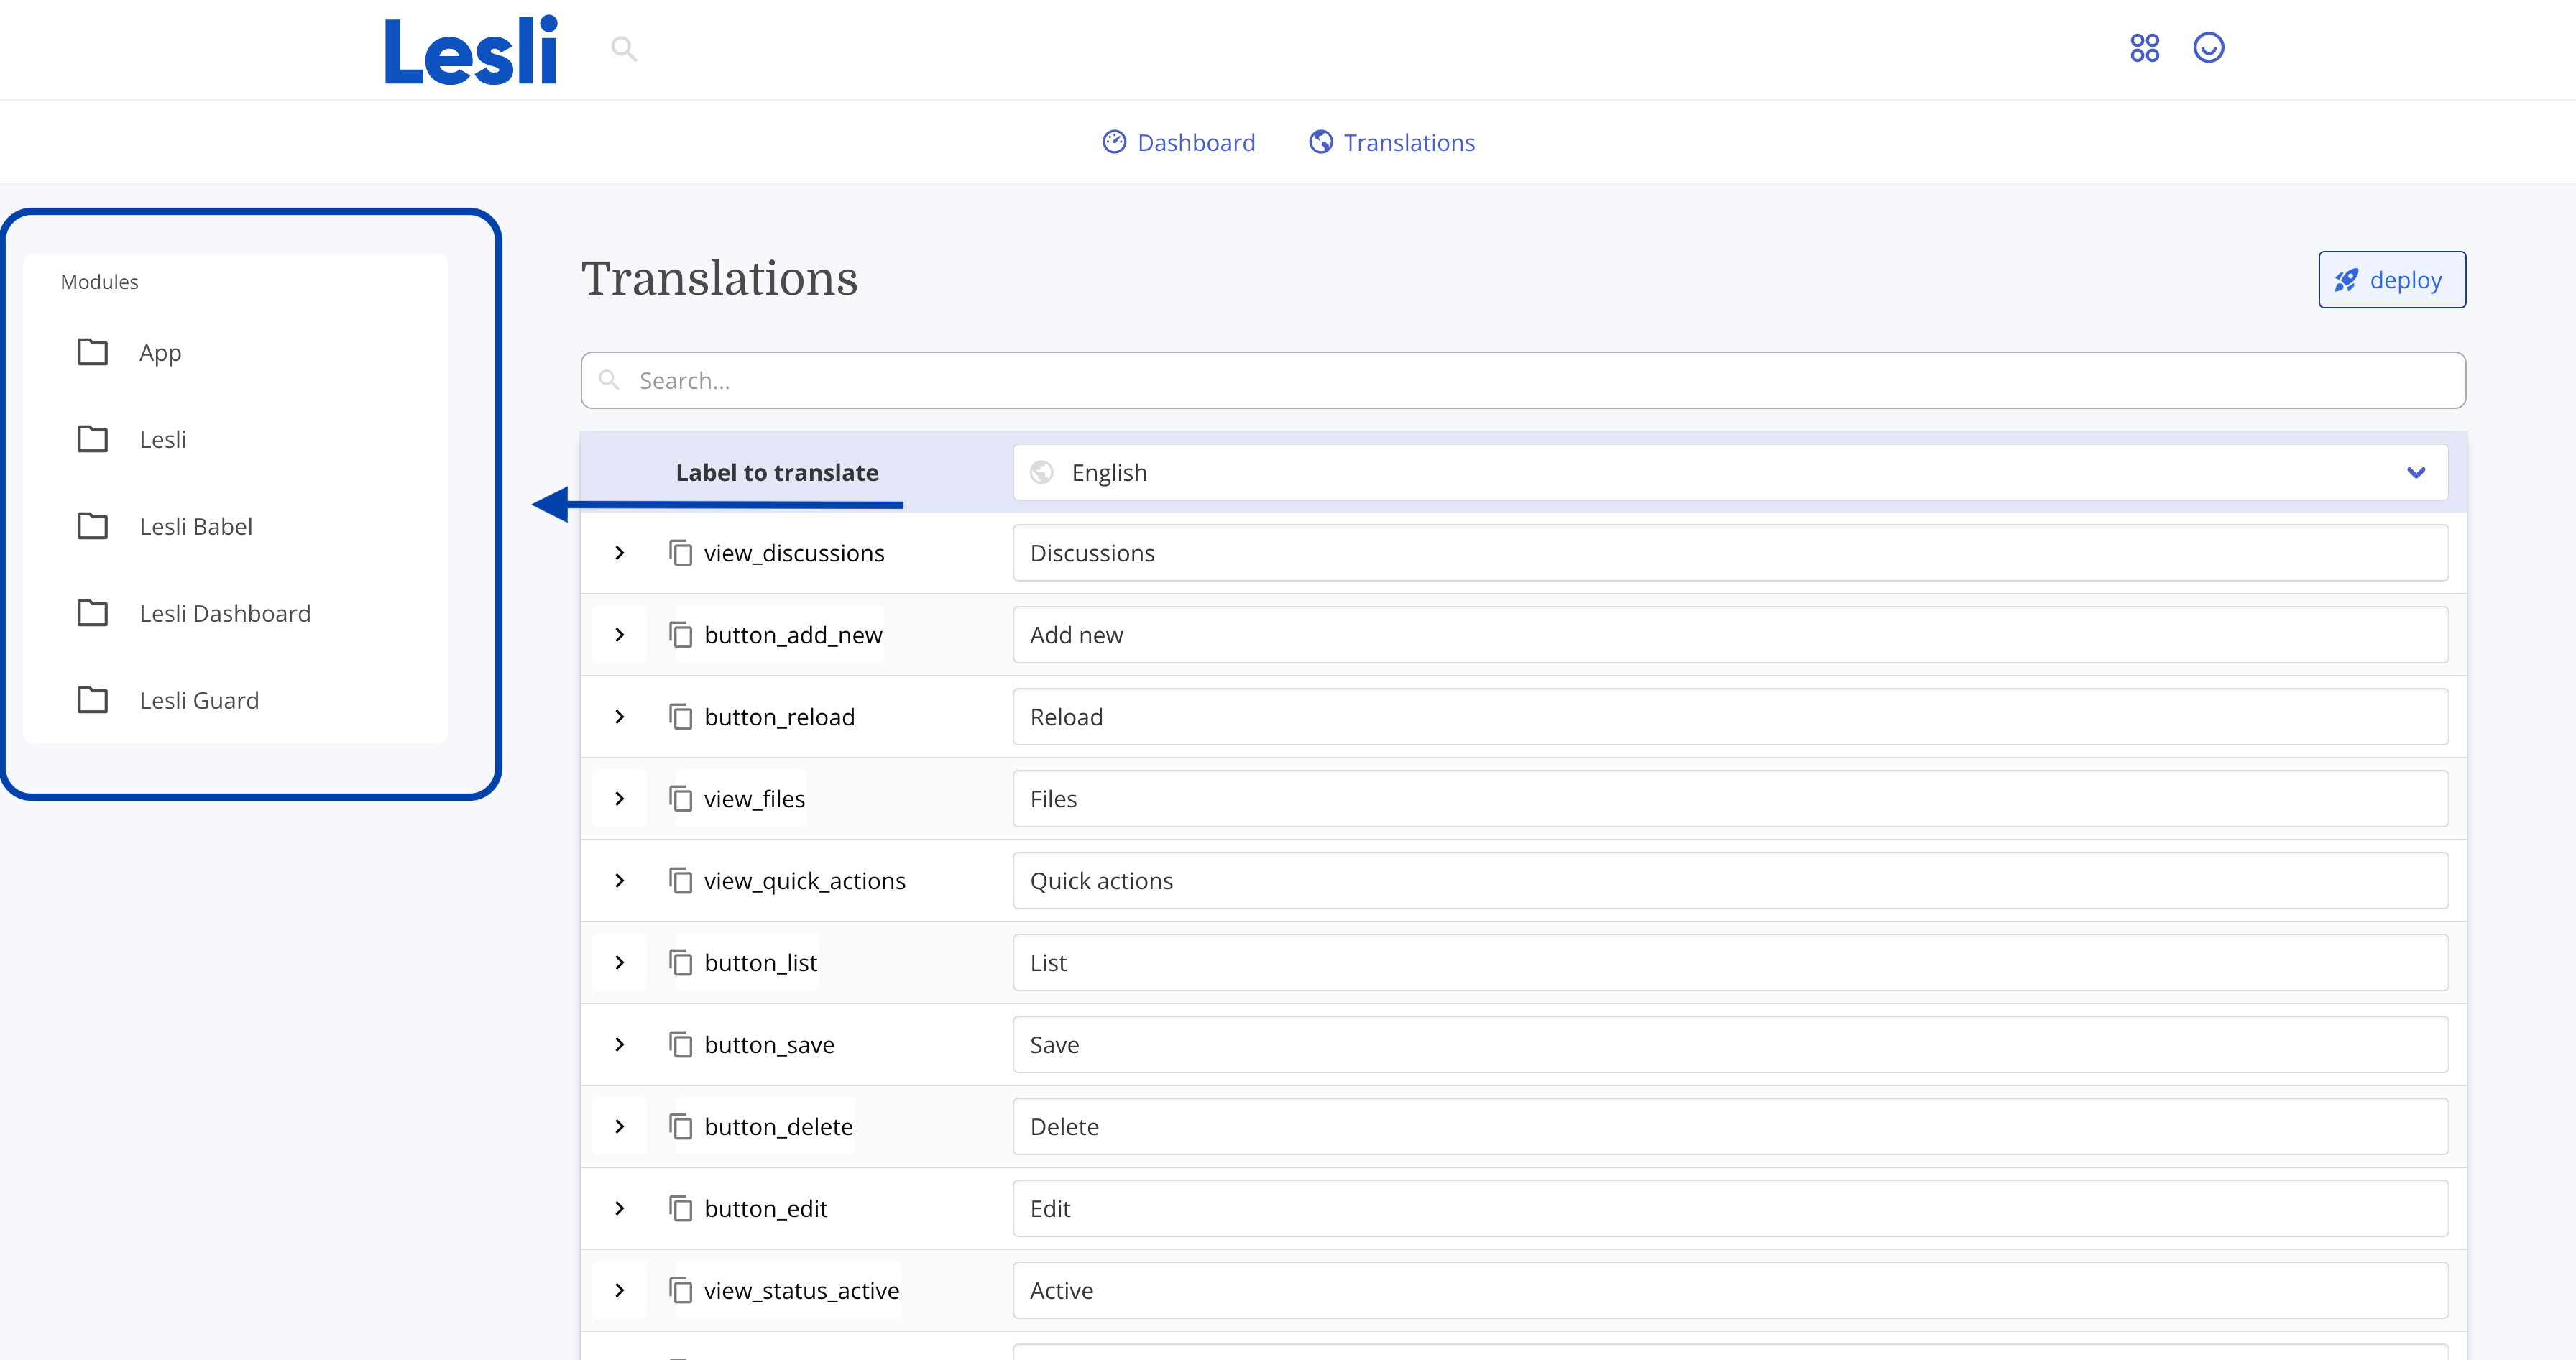 Lesli
Dashboard
Translations
Modules
App
Lesli
Lesli Babel
Lesli Dashboard
Lesli Guard
Translations
deploy
Search...
Label to translate
English
view_discussions
Discussions
button_add_new
Add new
button_reload
Reload
view_files
Files
view_quick_actions
Quick actions
button_list
List
button_save
Save
button_delete
Delete
button_edit
Edit
view_status_active
Active